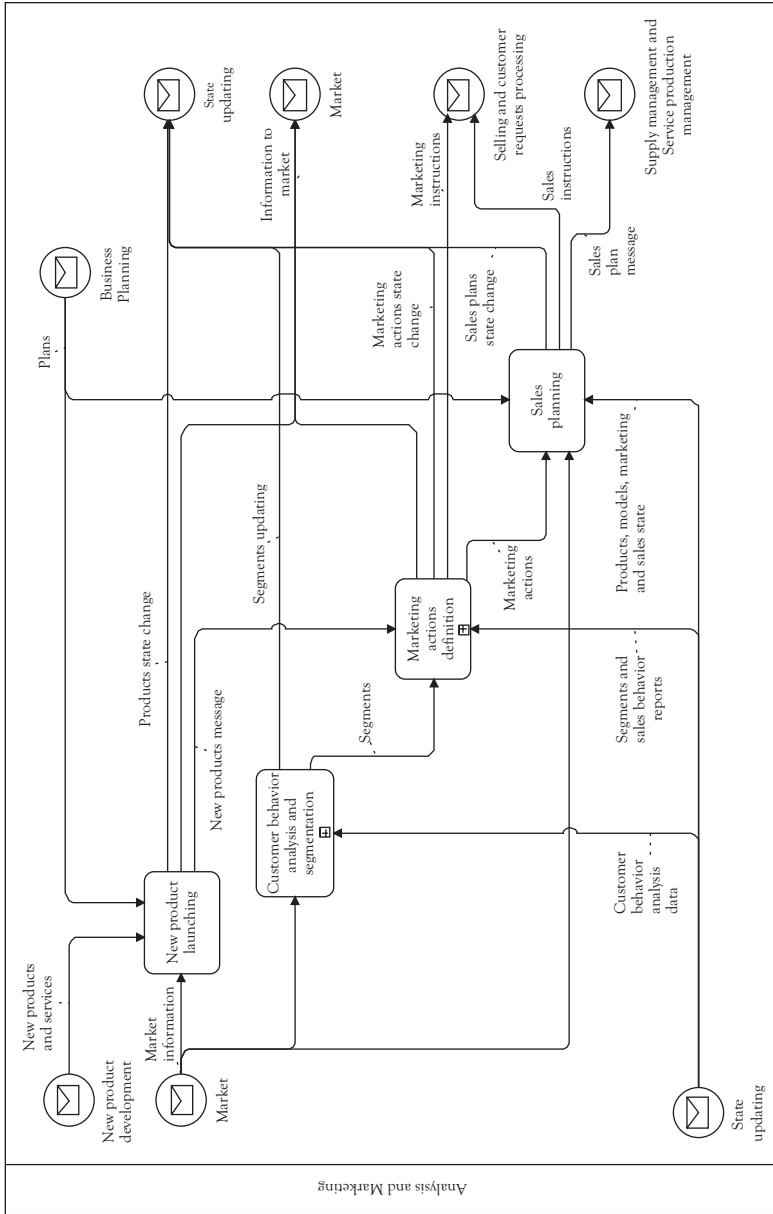 Analysis and Marketing
New product
development
New products
and services
Market
Market
information
State
updating
New product
launching
Plans
Business
Planning
Customer behavior
analysis and
segmentation
Customer
behavior
analysis
data
Products state change
New products message
Segments updating
Segments
Marketing
actions
definition
Segments and
sales behavior
reports
Marketing
actions
Products, models, marketing
and sales state
Sales
planning
Marketing
actions state
change
Sales plans
state change
Information to
market
Marketing
instructions
Sales
instructions
Sales
plan
message
State
updating
Market
Selling and customer
requests processing
Supply management and
Service production
management